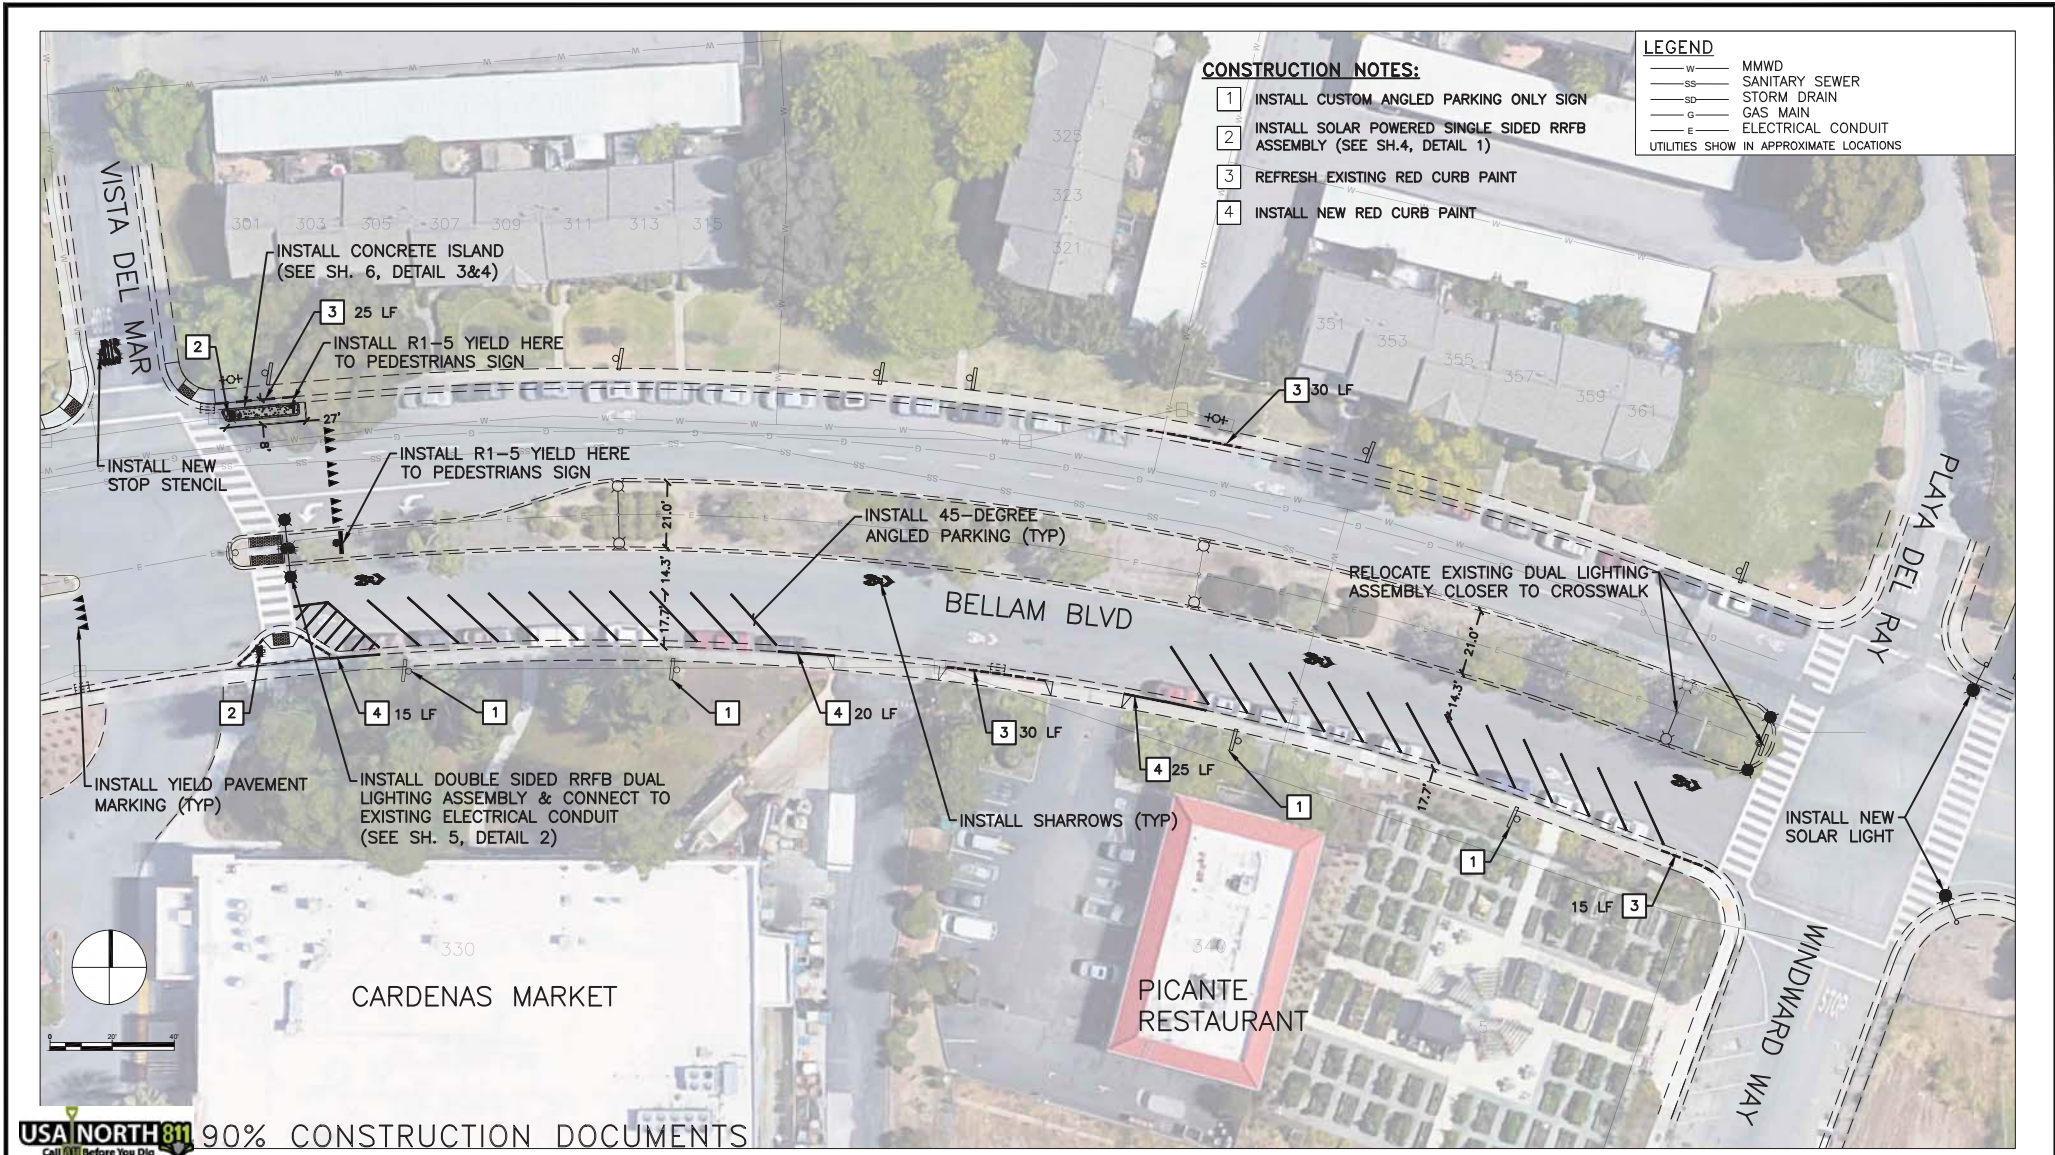 LEGEND
W MMWD
SS SANITARY SEWER
SD STORM DRAIN
G GAS MAIN
E ELECTRICAL CONDUIT
UTILITIES SHOW IN APPROXIMATE LOCATIONS
CONSTRUCTION NOTES:
1 INSTALL CUSTOM ANGLED PARKING ONLY SIGN
2 INSTALL SOLAR POWERED SINGLE SIDED RRFB
ASSEMBLY (SEE SH.4, DETAIL 1)
3 REFRESH EXISTING RED CURB PAINT
4 INSTALL NEW RED CURB PAINT
325
323
321
301 303 305 307 309 311 313 315
VISTA DEL MAR
INSTALL CONCRETE ISLAND
(SEE SH. 6, DETAIL 3&4)
3 25 LF
2
INSTALL R1-5 YIELD HERE
TO PEDESTRIANS SIGN
27'
8'
351
353
355
357
359
361
3 30 LF
INSTALL NEW
STOP STENCIL
INSTALL R1-5 YIELD HERE
TO PEDESTRIANS SIGN
21.0'
14.3'
17.7'
INSTALL 45-DEGREE
ANGLED PARKING (TYP)
BELLAM BLVD
RELOCATE EXISTING DUAL LIGHTING
ASSEMBLY CLOSER TO CROSSWALK
PLAYA DEL RAY
21.0'
14.3'
17.7'
2
4 15 LF
1
1
4 20 LF
3 30 LF
4 25 LF
1
1
15 LF 3
INSTALL YIELD PAVEMENT
MARKING (TYP)
INSTALL DOUBLE SIDED RRFB DUAL
LIGHTING ASSEMBLY & CONNECT TO
EXISTING ELECTRICAL CONDUIT
(SEE SH. 5, DETAIL 2)
INSTALL SHARROWS (TYP)
INSTALL NEW
SOLAR LIGHT
330
CARDENAS MARKET
340
PICANTE
RESTAURANT
WINDWARD WAY
STOP
0 20' 40'
USA NORTH 811
Call All Before You Dig
90% CONSTRUCTION DOCUMENTS